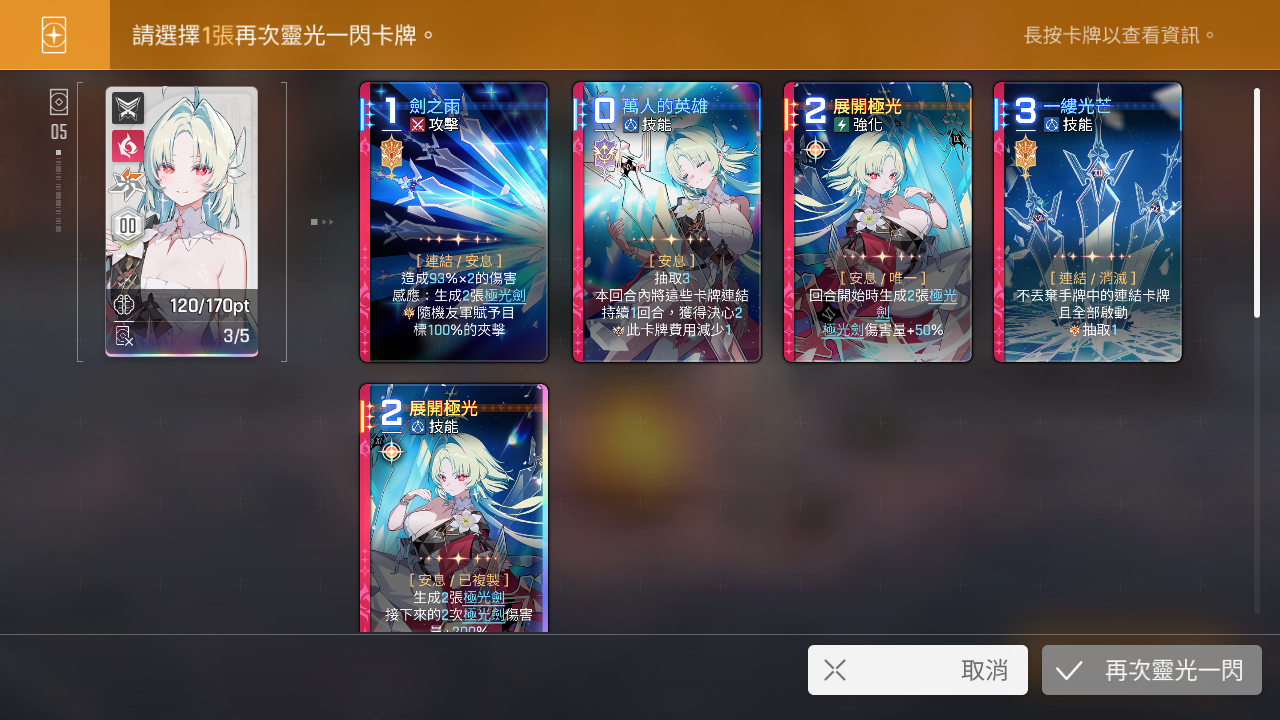 請選擇1張再次靈光一閃卡牌。
長按卡牌以查看資訊。
05
00
120/170pt
3/5
1 劍之雨
攻擊
[ 連結 / 安息 ]
造成93%×2的傷害
感應：生成2張極光劍
隨機友軍賦予目
標100%的夾擊
0 萬人的英雄
技能
[ 安息 ]
抽取3
本回合內將這些卡牌連結
持續1回合，獲得決心2
此卡牌費用減少1
2 展開極光
強化
[ 安息 / 唯一 ]
回合開始時生成2張極光
劍
極光劍傷害量+50%
3 一縷光芒
技能
[ 連結 / 消滅 ]
不丟棄手牌中的連結卡牌
且全部啟動
抽取1
2 展開極光
技能
[ 安息 / 已複製 ]
生成2張極光劍
接下來的2次極光劍傷害
取消
再次靈光一閃